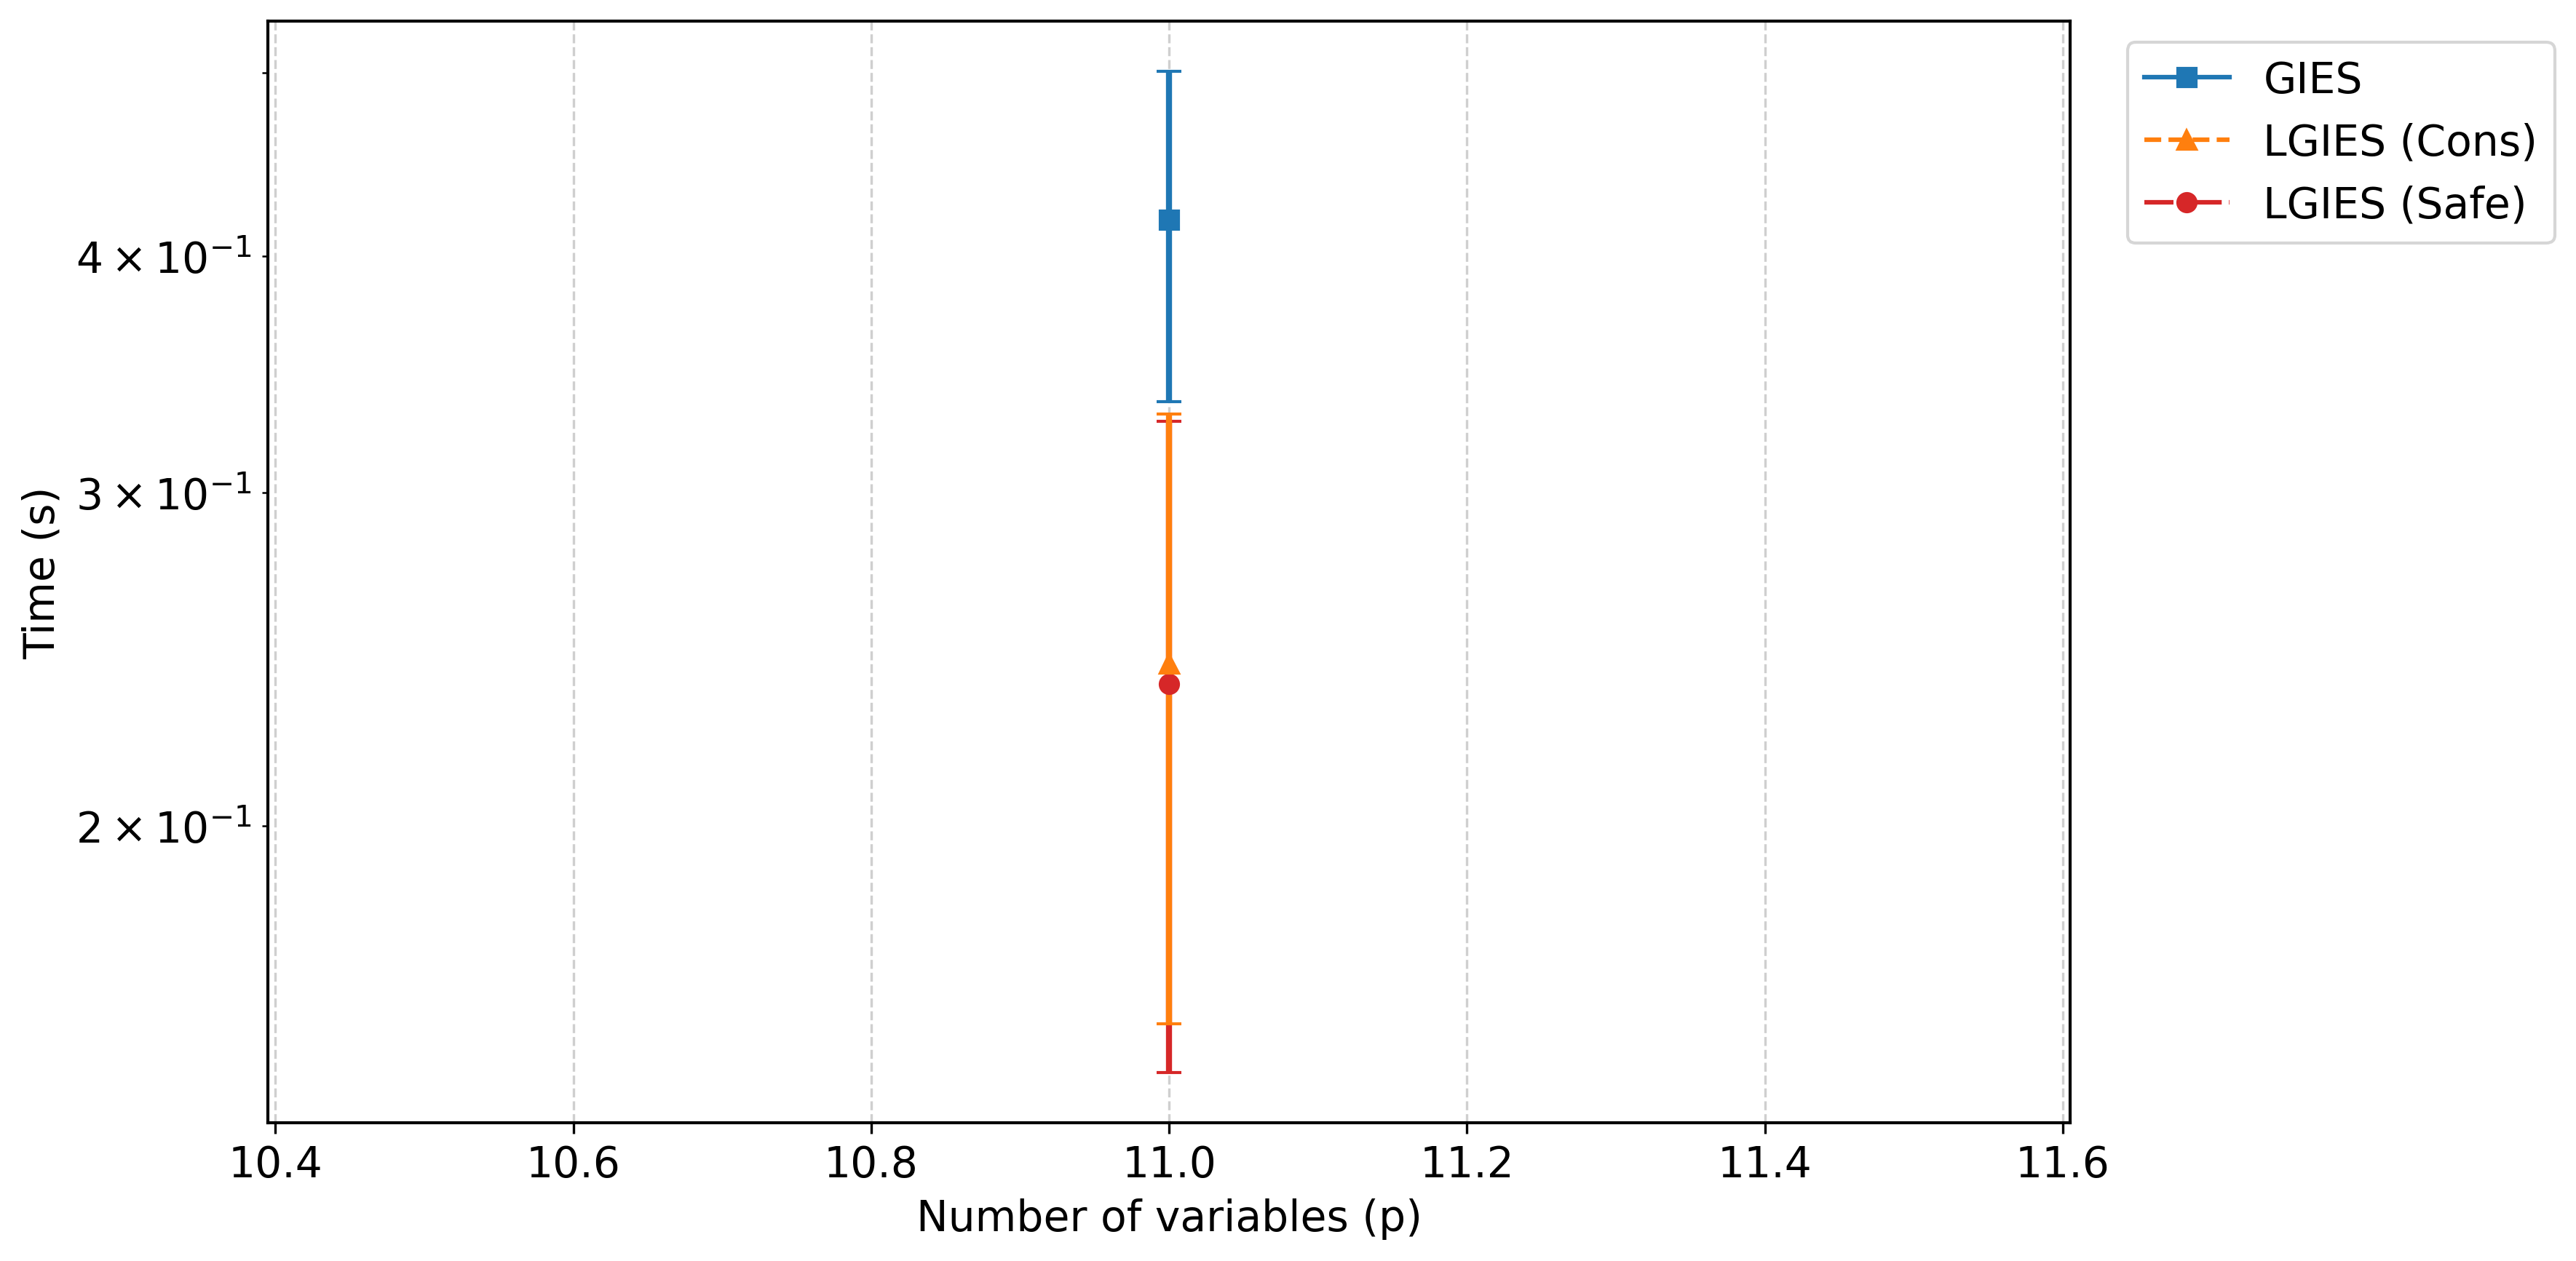 GIES
LGIES (Cons)
LGIES (Safe)
4 × 10⁻¹
3 × 10⁻¹
2 × 10⁻¹
Time (s)
10.4 10.6 10.8 11.0 11.2 11.4 11.6
Number of variables (p)